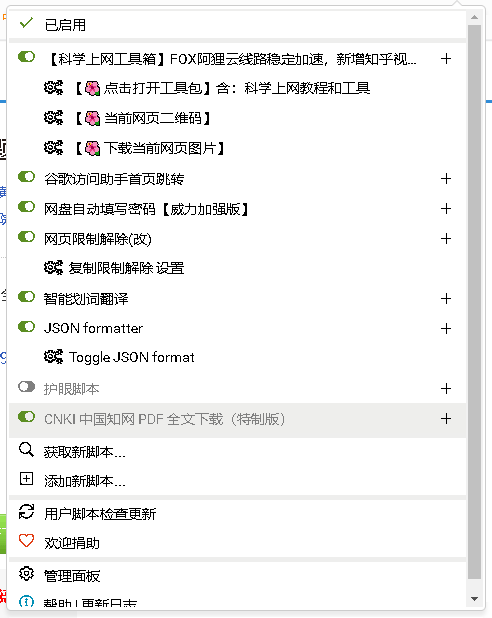 已启用
【科学上网工具箱】FOX阿狸云线路稳定加速，新增知乎视...
【🌺点击打开工具包】含：科学上网教程和工具
【🌺当前网页二维码】
【🌺下载当前网页图片】
谷歌访问助手首页跳转
网盘自动填写密码【威力加强版】
网页限制解除(改)
复制限制解除 设置
智能划词翻译
JSON formatter
Toggle JSON format
护眼脚本
CNKI 中国知网 PDF 全文下载（特制版）
获取新脚本...
添加新脚本...
用户脚本检查更新
欢迎捐助
管理面板
帮助 | 更新日志